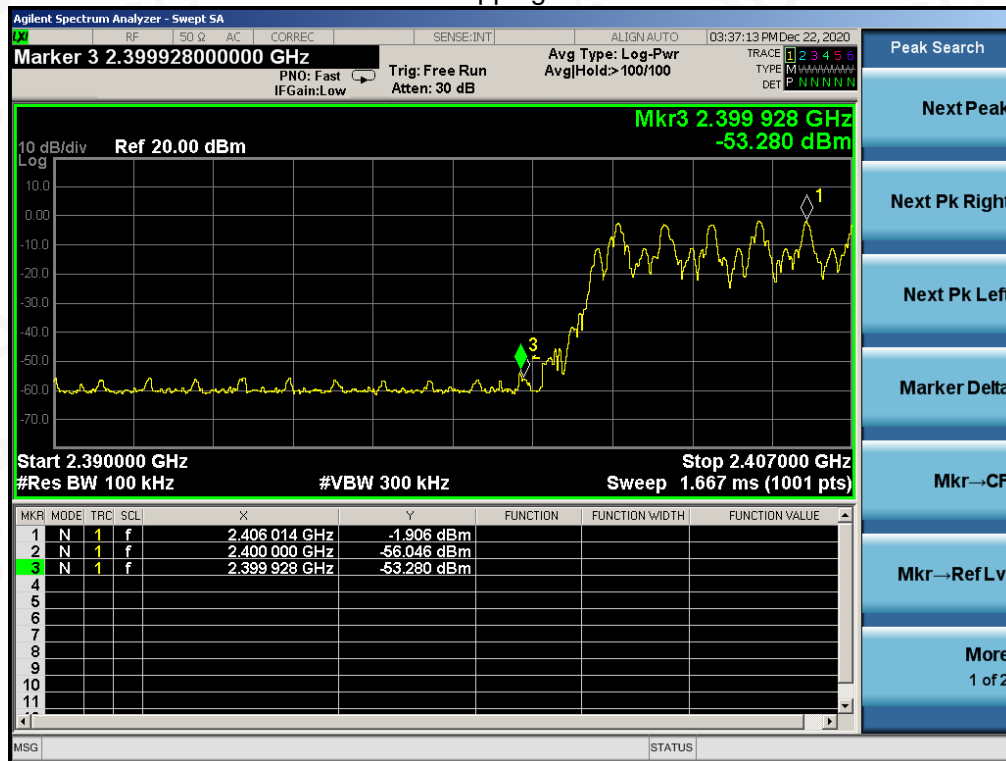 pping
Agilent Spectrum Analyzer - Swept SA
LXI RF 50 Ω AC CORREC SENSE:INT ALIGN AUTO 03:37:13 PM Dec 22, 2020
Marker 3 2.399928000000 GHz
PNO: Fast
IFGain:Low
Trig: Free Run
Atten: 30 dB
Avg Type: Log-Pwr
Avg|Hold:>100/100
TRACE 1 2 3 4 5 6
TYPE M
DET P N N N N N
Mkr3 2.399 928 GHz
-53.280 dBm
10 dB/div Ref 20.00 dBm
Log
10.0
0.00
-10.0
-20.0
-30.0
-40.0
-50.0
-60.0
-70.0
1
3
Start 2.390000 GHz Stop 2.407000 GHz
#Res BW 100 kHz #VBW 300 kHz Sweep 1.667 ms (1001 pts)
MKR MODE TRC SCL X Y FUNCTION FUNCTION WIDTH FUNCTION VALUE
1 N 1 f 2.406 014 GHz -1.906 dBm
2 N 1 f 2.400 000 GHz -56.046 dBm
3 N 1 f 2.399 928 GHz -53.280 dBm
4
5
6
7
8
9
10
11
MSG STATUS
Peak Search
Next Peak
Next Pk Right
Next Pk Left
Marker Delta
Mkr→CF
Mkr→Ref Lv
More
1 of 2